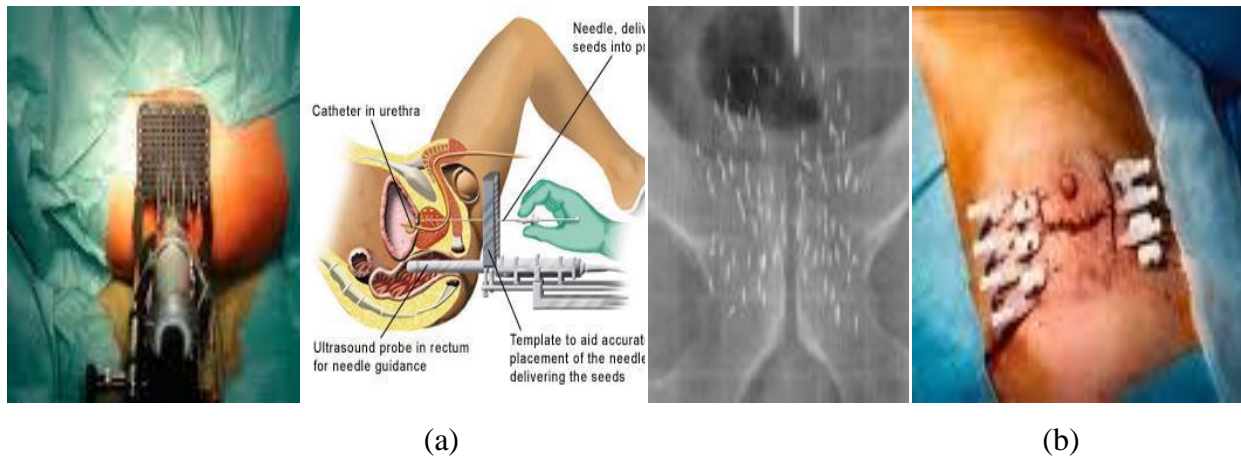 Needle, deliv
seeds into pr
Catheter in urethra
Ultrasound probe in rectum
for needle guidance
Template to aid accurat
placement of the needle
delivering the seeds
(a)
(b)